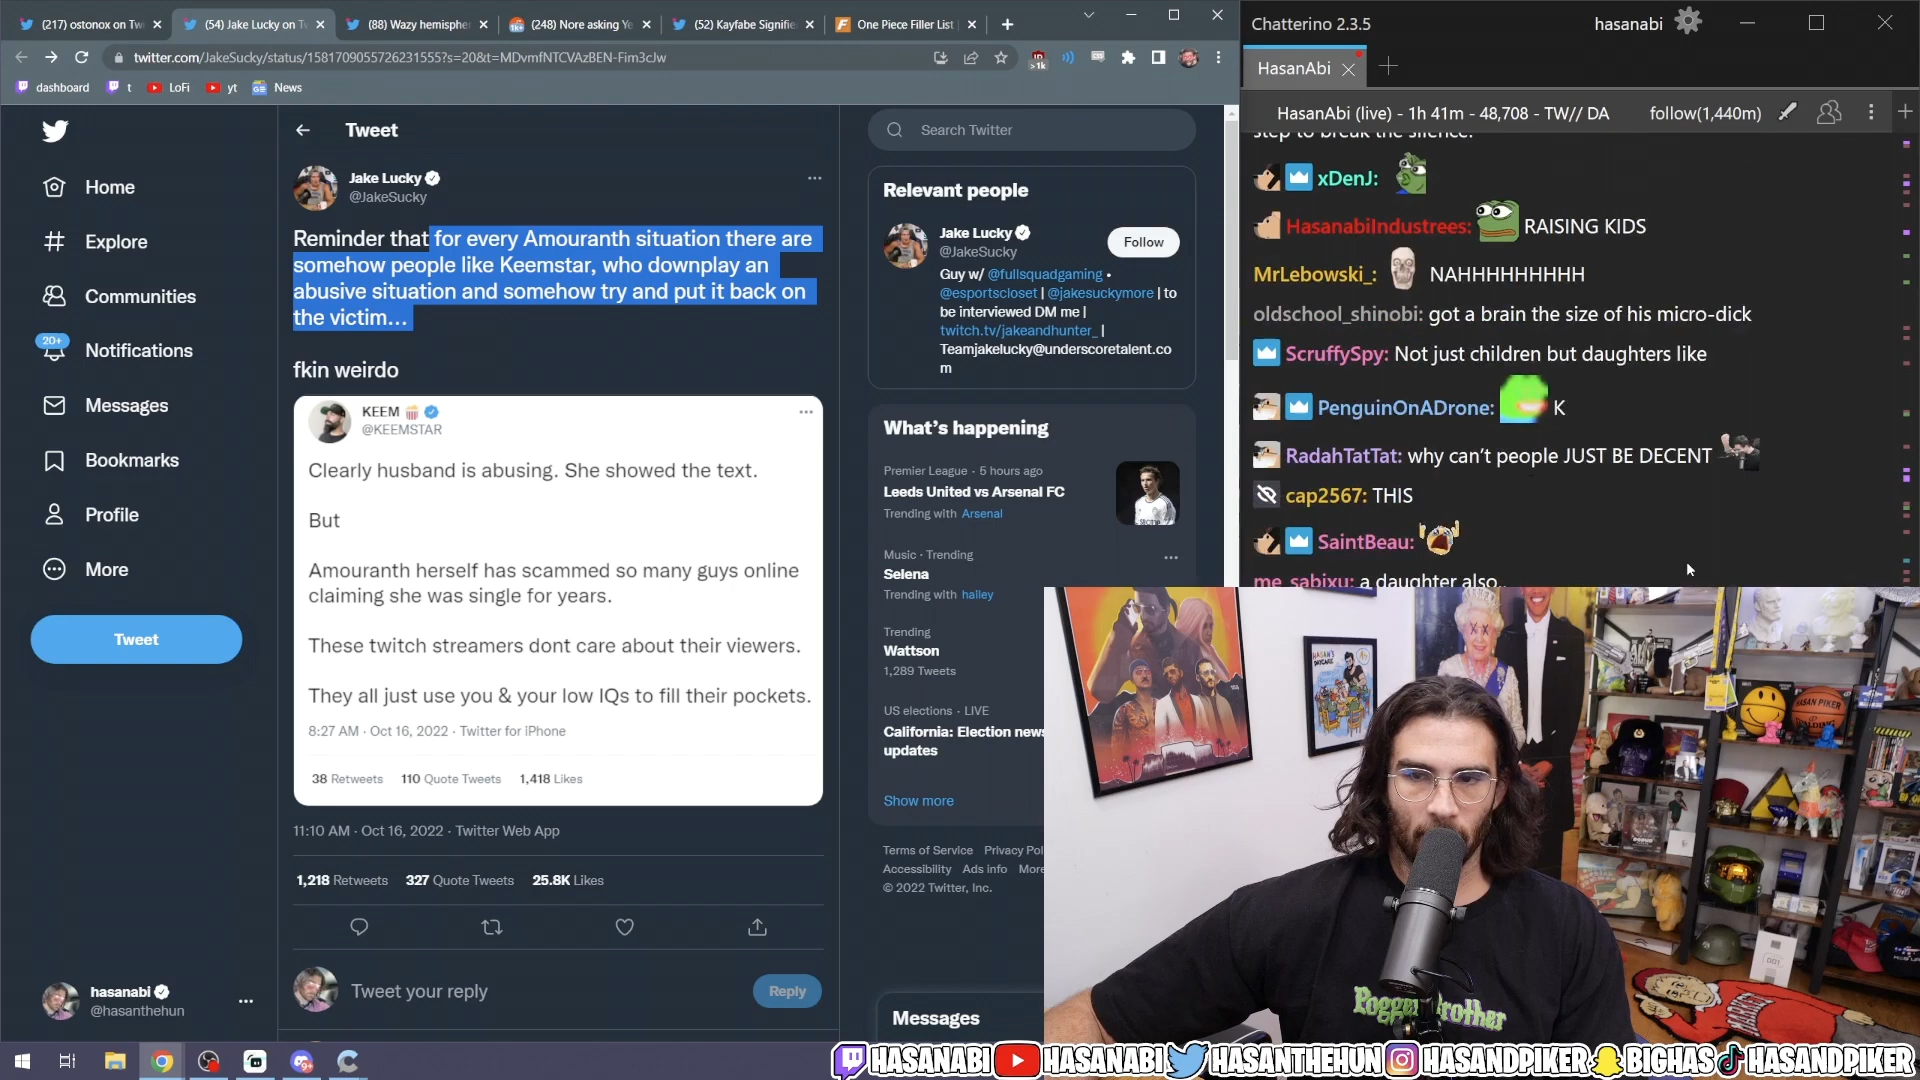 (217) ostonox on Tw
(54) Jake Lucky on T
(88) Wazy hemispher
(248) Nore asking Ye
(52) Kayfabe Signifie
One Piece Filler List
twitter.com/JakeSucky/status/1581709055726231555?s=20&t=MDvmfNTCVAzBEN-Fim3cJw
>1k
dashboard
t
LoFi
yt
News
Home
Explore
Communities
20+
Notifications
Messages
Bookmarks
Profile
More
Tweet
hasanabi
@hasanthehun
Tweet
Jake Lucky
@JakeSucky
Reminder that for every Amouranth situation there are
somehow people like Keemstar, who downplay an
abusive situation and somehow try and put it back on
the victim...
fkin weirdo
KEEM
@KEEMSTAR
Clearly husband is abusing. She showed the text.
But
Amouranth herself has scammed so many guys online
claiming she was single for years.
These twitch streamers dont care about their viewers.
They all just use you & your low IQs to fill their pockets.
8:27 AM · Oct 16, 2022 · Twitter for iPhone
38 Retweets 110 Quote Tweets 1,418 Likes
11:10 AM · Oct 16, 2022 · Twitter Web App
1,218 Retweets 327 Quote Tweets 25.8K Likes
Tweet your reply
Reply
Search Twitter
Relevant people
Jake Lucky
@JakeSucky
Follow
Guy w/ @fullsquadgaming •
@esportscloset | @jakesuckymore | to
be interviewed DM me |
twitch.tv/jakeandhunter_ |
Teamjakelucky@underscoretalent.co
m
What's happening
Premier League · 5 hours ago
Leeds United vs Arsenal FC
Trending with Arsenal
Music · Trending
Selena
Trending with halley
Trending
Wattson
1,289 Tweets
US elections · LIVE
California: Election news
updates
Show more
Terms of Service Privacy Pol
Accessibility Ads info More
© 2022 Twitter, Inc.
Messages
Chatterino 2.3.5
hasanabi
HasanAbi
HasanAbi (live) - 1h 41m - 48,708 - TW// DA
follow(1,440m)
step to break the silence.
xDenJ:
HasanabiIndustrees: RAISING KIDS
MrLebowski_: NAHHHHHHHHH
oldschool_shinobi: got a brain the size of his micro-dick
ScruffySpy: Not just children but daughters like
PenguinOnADrone: K
RadahTatTat: why can't people JUST BE DECENT
cap2567: THIS
SaintBeau:
me_sabixu: a daughter also..
HASAN PIKER
HASANABI
HASANABI
HASANTHEHUN
HASANDPIKER
BIGHAS
HASANDPIKER